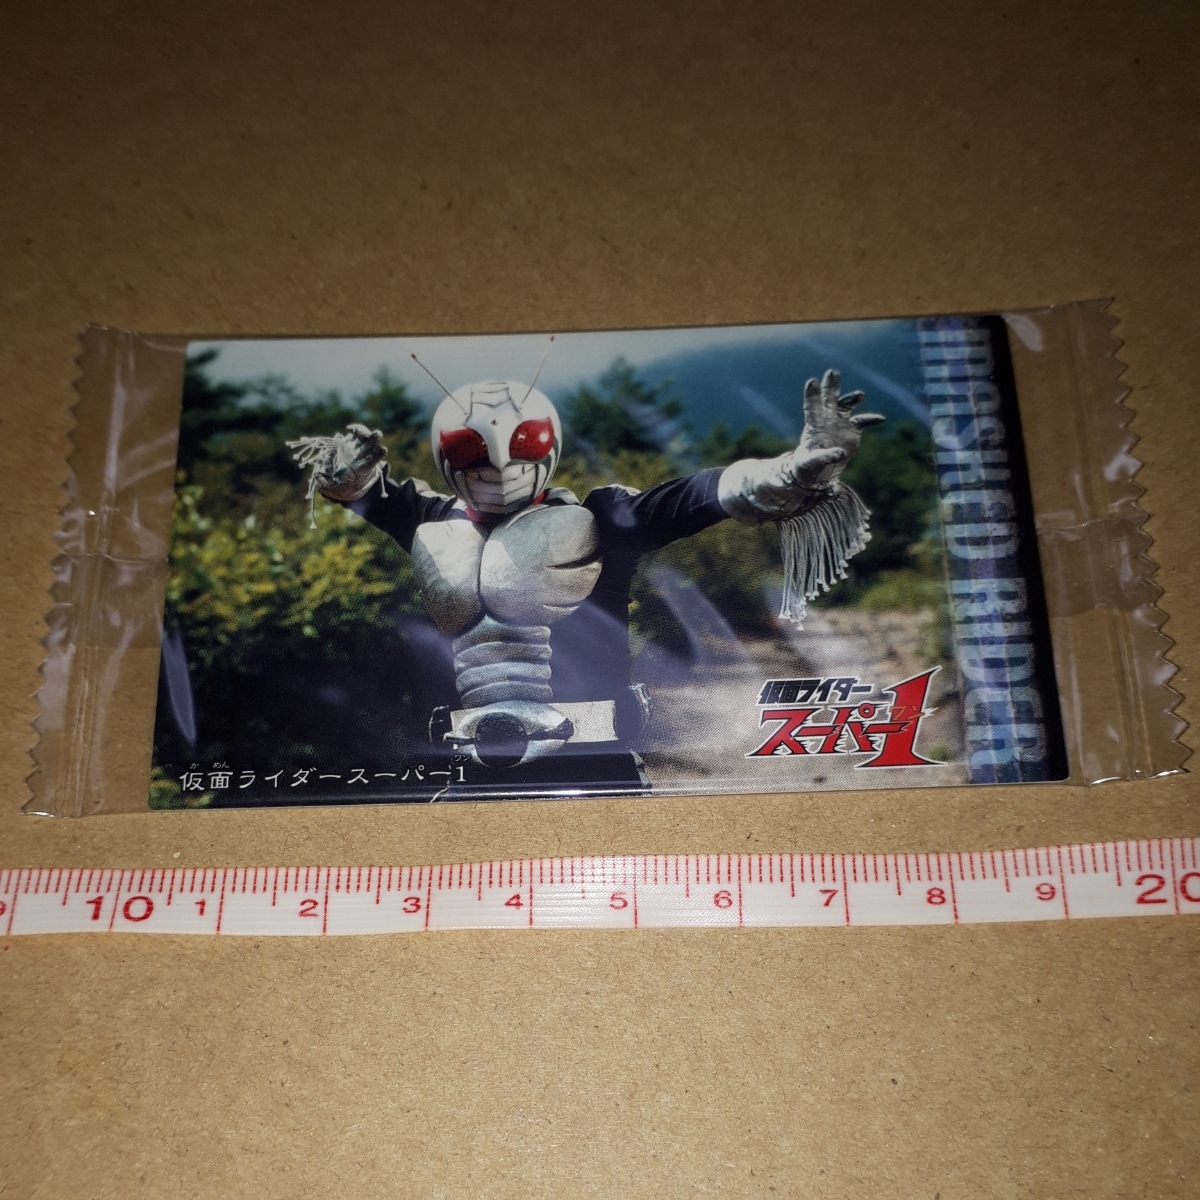 MASKED RIDER
仮面ライダー
スーパー1
ワン
かめん
ワン
仮面ライダースーパー1
9 10 1 2 3 4 5 6 7 8 9 20